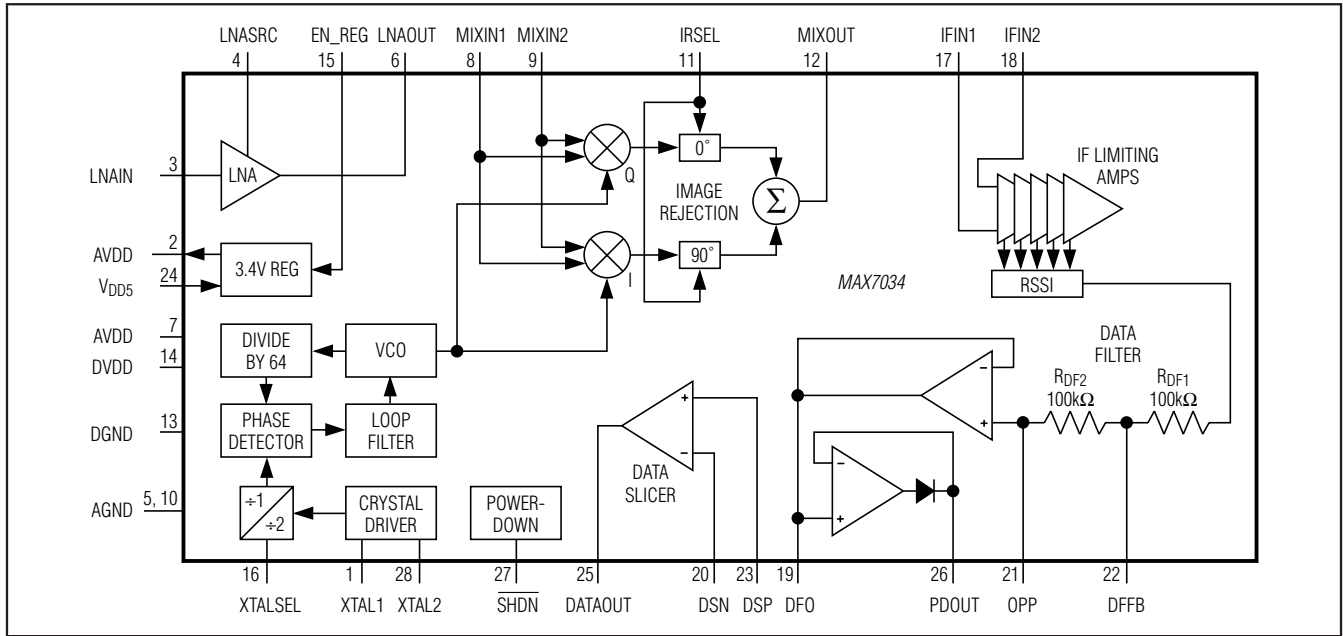 LNASRC EN_REG LNAOUT MIXIN1 MIXIN2 IRSEL MIXOUT IFIN1 IFIN2
4 15 6 8 9 11 12 17 18
LNAIN 3
LNA
Q
0°
IMAGE
REJECTION
Σ
IF LIMITING
AMPS
AVDD 2
V_DD5 24
3.4V REG
I
90°
MAX7034
RSSI
AVDD 7
DVDD 14
DIVIDE
BY 64
VCO
DATA
FILTER
R_DF2
100kΩ
R_DF1
100kΩ
DGND 13
PHASE
DETECTOR
LOOP
FILTER
+
−
DATA
SLICER
−
+
−
+
AGND 5, 10
÷1
÷2
CRYSTAL
DRIVER
POWER-
DOWN
16 1 28 27 25 20 23 19 26 21 22
XTALSEL XTAL1 XTAL2 S̅H̅D̅N̅ DATAOUT DSN DSP DFO PDOUT OPP DFFB